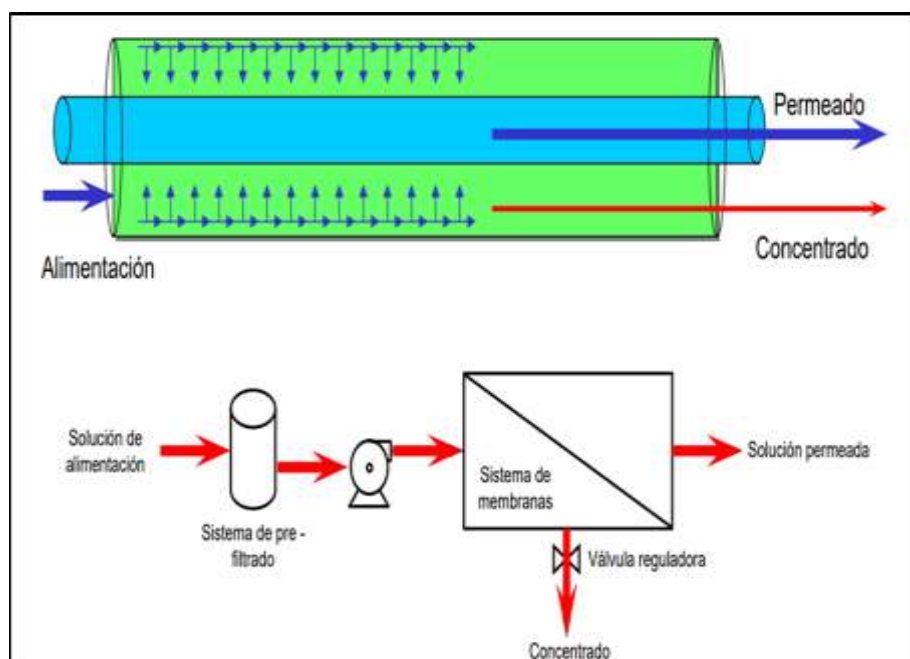 Permeado
Concentrado
Alimentación
Solución de
alimentación
Sistema de pre -
filtrado
Sistema de
membranas
Solución permeada
Válvula reguladora
Concentrado